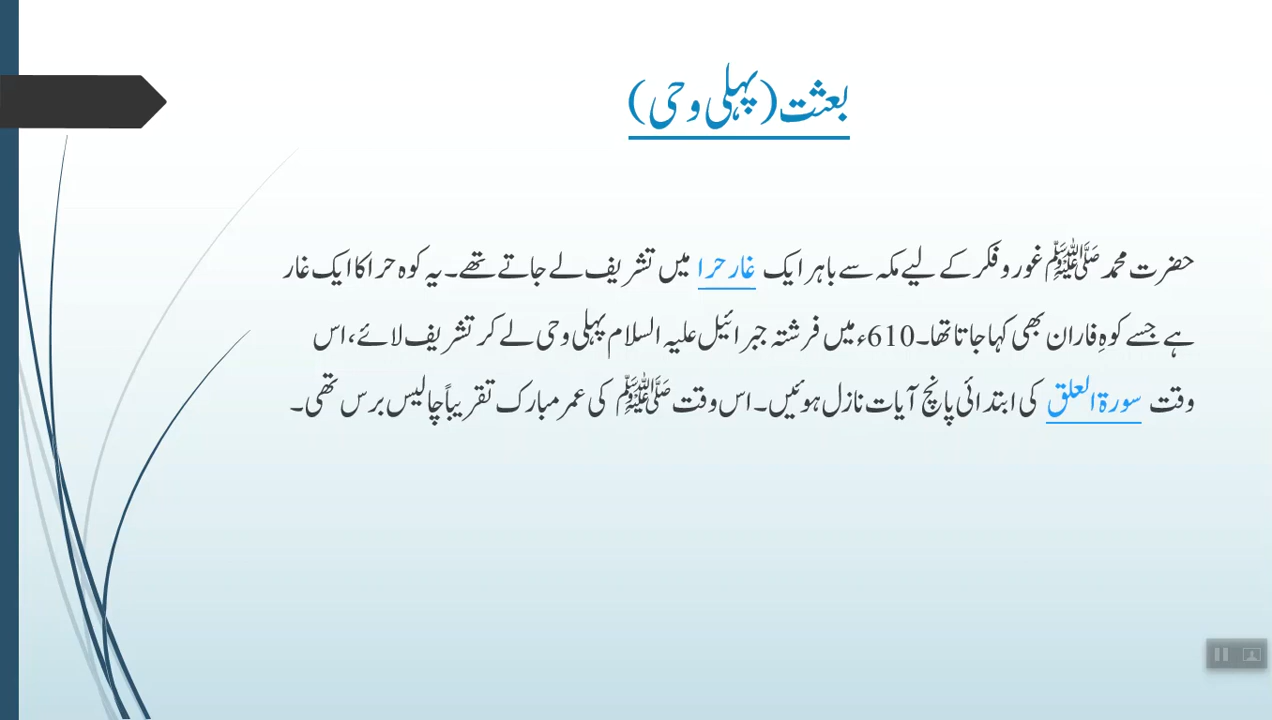 بعثت (پہلی وحی)
حضرت محمد ﷺ غور و فکر کے لیے مکہ سے باہر ایک غار حرا میں تشریف لے جاتے تھے۔ یہ کوہ حرا کا ایک غار
ہے جسے کوہِ فاران بھی کہا جاتا تھا۔ 610ء میں فرشتہ جبرائیل علیہ السلام پہلی وحی لے کر تشریف لائے، اس
وقت سورۃ العلق کی ابتدائی پانچ آیات نازل ہوئیں۔ اس وقت ﷺ کی عمر مبارک تقریباً چالیس برس تھی۔